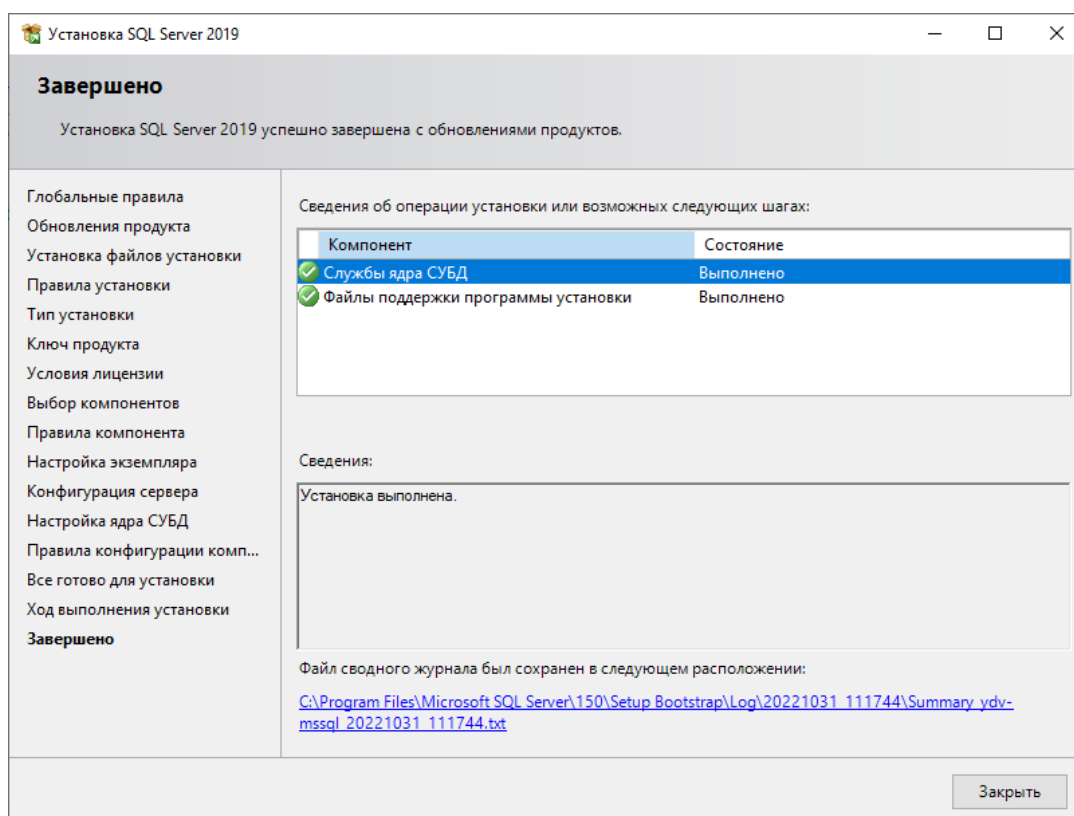 Установка SQL Server 2019
Завершено
Установка SQL Server 2019 успешно завершена с обновлениями продуктов.
Глобальные правила
Обновления продукта
Установка файлов установки
Правила установки
Тип установки
Ключ продукта
Условия лицензии
Выбор компонентов
Правила компонента
Настройка экземпляра
Конфигурация сервера
Настройка ядра СУБД
Правила конфигурации комп...
Все готово для установки
Ход выполнения установки
Завершено
Сведения об операции установки или возможных следующих шагах:
Компонент Состояние
Службы ядра СУБД Выполнено
Файлы поддержки программы установки Выполнено
Сведения:
Установка выполнена.
Файл сводного журнала был сохранен в следующем расположении:
C:\Program Files\Microsoft SQL Server\150\Setup Bootstrap\Log\20221031_111744\Summary_ydv-
mssql_20221031_111744.txt
Закрыть